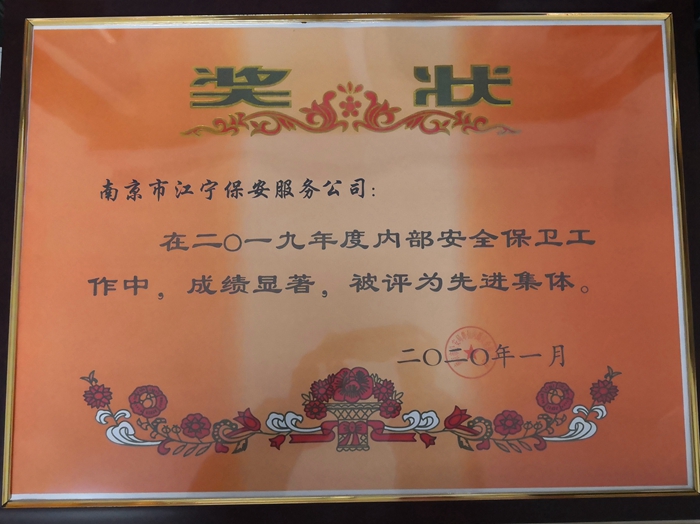 奖状
南京市江宁保安服务公司：
在二〇一九年度内部安全保卫工
作中，成绩显著，被评为先进集体。
二〇二〇年一月